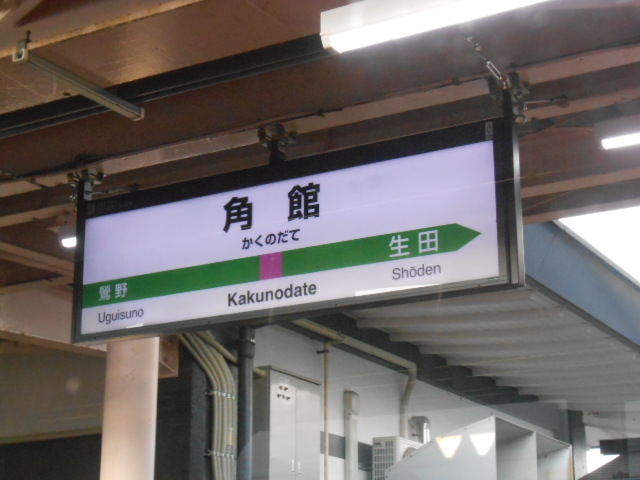 角館
かくのだて
鶯野 生田
Uguisuno Kakunodate Shōden